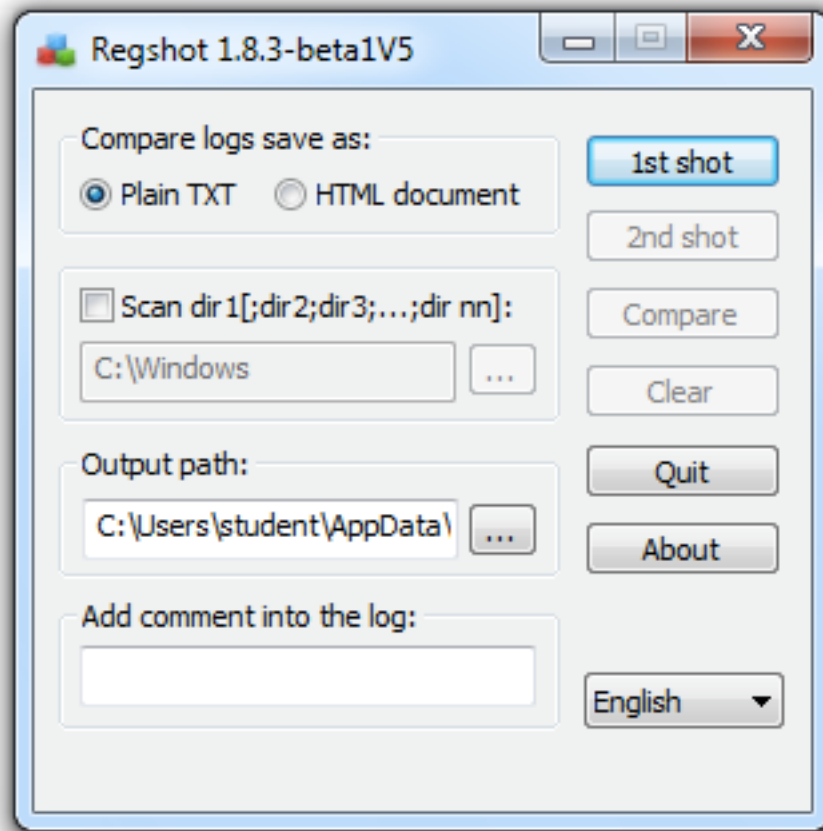 Regshot 1.8.3-beta1V5
Compare logs save as:
Plain TXT HTML document
1st shot
2nd shot
Scan dir1[;dir2;dir3;...;dir nn]:
C:\Windows ...
Compare
Clear
Output path:
C:\Users\student\AppData\ ...
Quit
About
Add comment into the log:
English